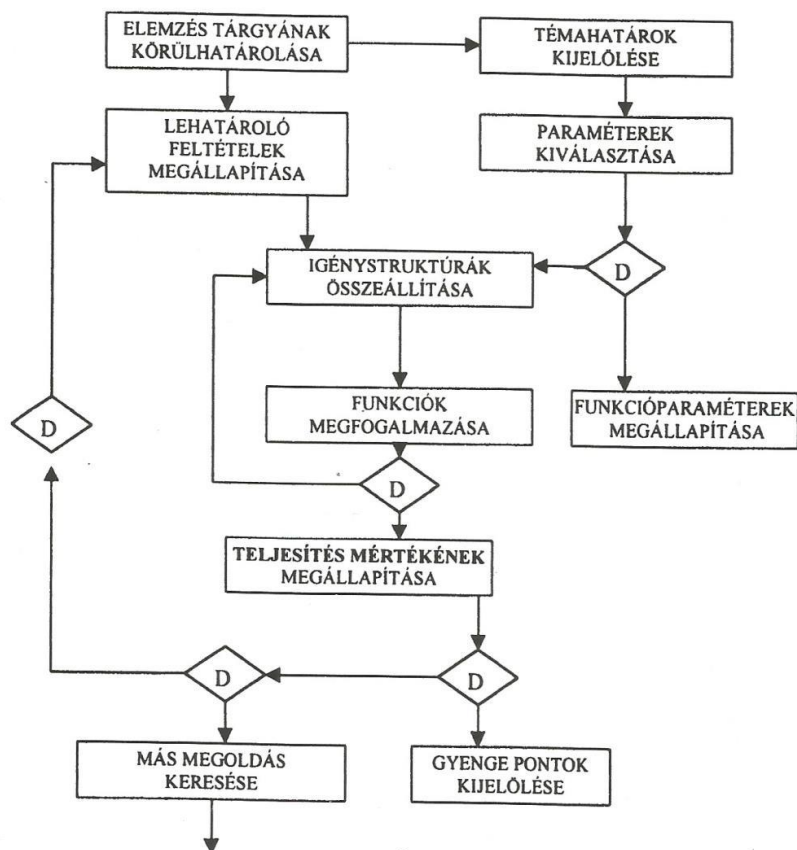 ELEMZÉS TÁRGYÁNAK
KÖRÜLHATÁROLÁSA
TÉMAHATÁROK
KIJELÖLÉSE
LEHATÁROLÓ
FELTÉTELEK
MEGÁLLAPÍTÁSA
PARAMÉTEREK
KIVÁLASZTÁSA
IGÉNYSTRUKTÚRÁK
ÖSSZEÁLLÍTÁSA
D
D
FUNKCIÓK
MEGFOGALMAZÁSA
FUNKCIÓPARAMÉTEREK
MEGÁLLAPÍTÁSA
D
TELJESÍTÉS MÉRTÉKÉNEK
MEGÁLLAPÍTÁSA
D
D
MÁS MEGOLDÁS
KERESÉSE
GYENGE PONTOK
KIJELÖLÉSE